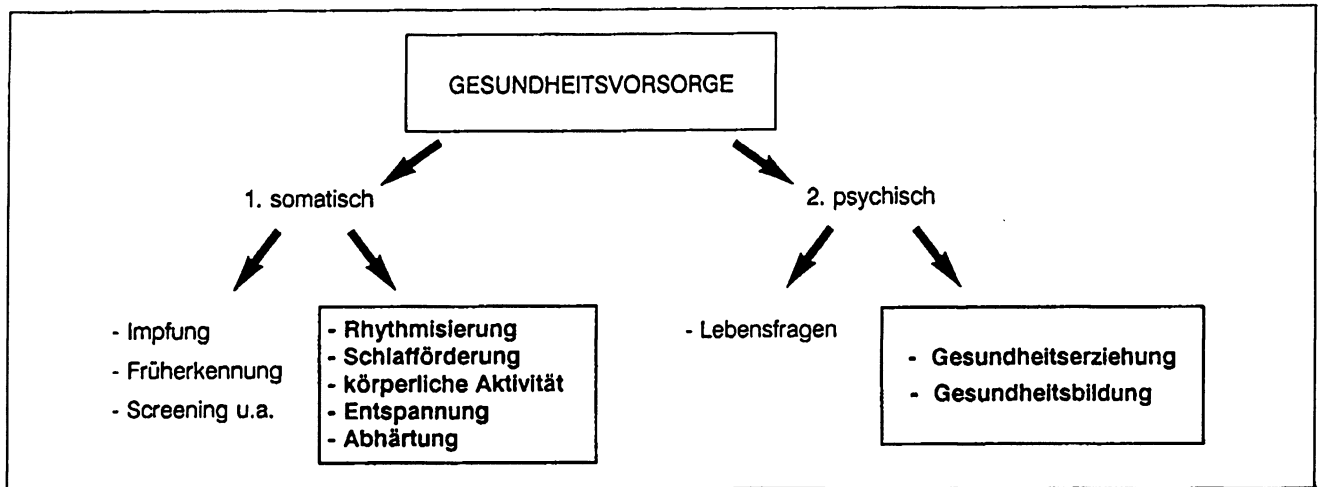 GESUNDHEITSVORSORGE
1. somatisch
2. psychisch
- Impfung
- Früherkennung
- Screening u.a.
- Rhythmisierung
- Schlafförderung
- körperliche Aktivität
- Entspannung
- Abhärtung
- Lebensfragen
- Gesundheitserziehung
- Gesundheitsbildung